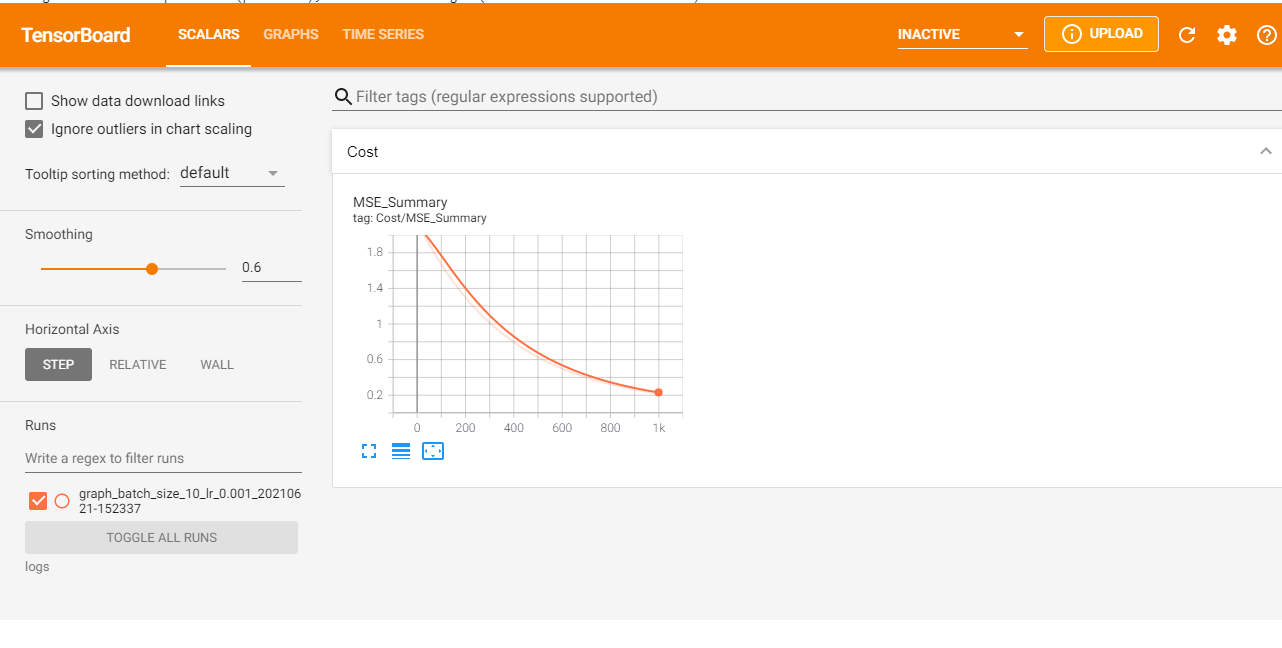 TensorBoard
SCALARS
GRAPHS
TIME SERIES
INACTIVE
UPLOAD
Show data download links
Ignore outliers in chart scaling
Tooltip sorting method: default
Smoothing
0.6
Horizontal Axis
STEP
RELATIVE
WALL
Runs
Write a regex to filter runs
graph_batch_size_10_lr_0.001_202106
21-152337
TOGGLE ALL RUNS
logs
Filter tags (regular expressions supported)
Cost
MSE_Summary
tag: Cost/MSE_Summary
1.8
1.4
1
0.6
0.2
0 200 400 600 800 1k